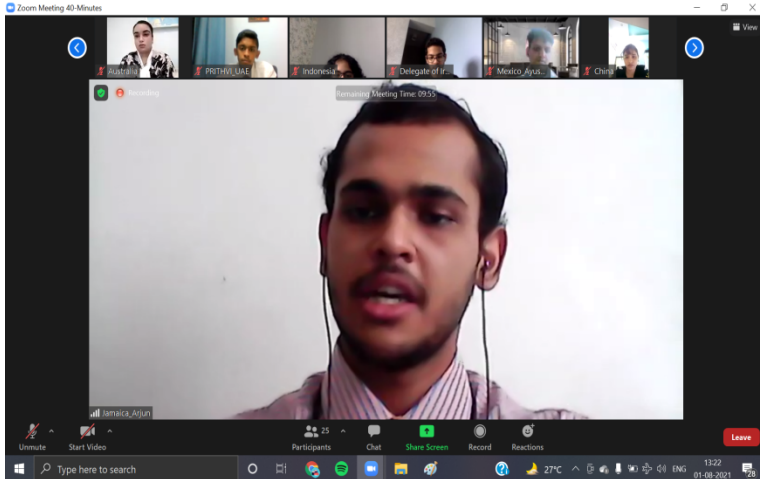 Zoom Meeting 40-Minutes
View
Australia
PRITHVI_UAE
Indonesia
Delegate of Ir...
Mexico_Ayus...
China
Recording
Remaining Meeting Time: 09:55
Jamaica_Arjun
25
Unmute
Start Video
Participants
Chat
Share Screen
Record
Reactions
Leave
Type here to search
27°C
ENG
13:22
01-08-2021
28